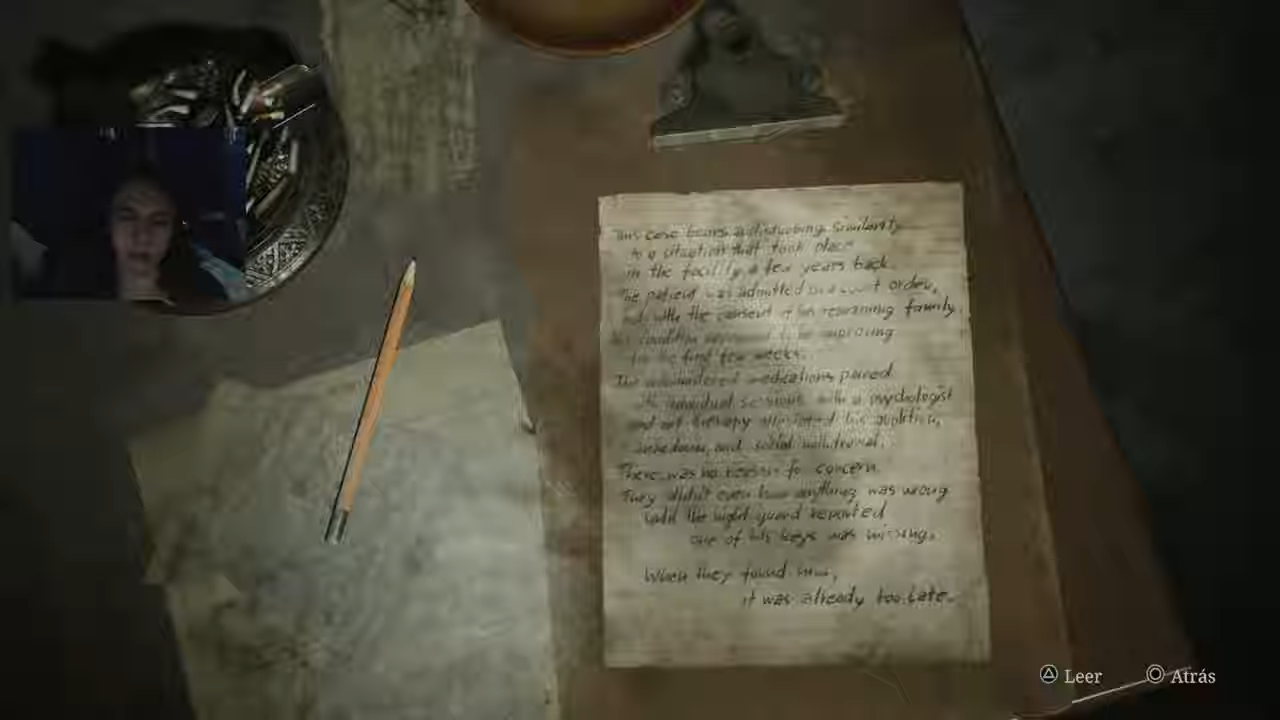 This case bears a disturbing similarity
to a situation that took place
in the facility a few years back.
The patient was admitted on court order,
and with the consent of his remaining family.
His condition appeared to be improving
for the first few weeks.
The administered medications paired
with individual sessions with a psychologist
and art therapy alleviated his avolition,
anhedonia, and social withdrawal.
There was no reason for concern.
They didn't even know anything was wrong
until the night guard reported
one of his keys was missing.
When they found him,
it was already too late.
Leer
Atrás